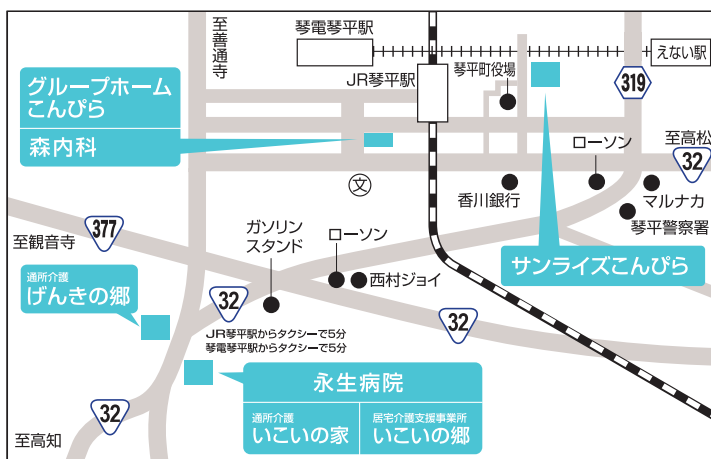 至善通寺
琴電琴平駅
えない駅
JR琴平駅
琴平町役場
319
グループホーム
こんぴら
森内科
至高松
32
ローソン
文
香川銀行
マルナカ
琴平警察署
377
至観音寺
ガソリン
スタンド
ローソン
西村ジョイ
サンライズこんぴら
通所介護
げんきの郷
32
32
JR琴平駅からタクシーで5分
琴電琴平駅からタクシーで5分
永生病院
通所介護
いこいの家
居宅介護支援事業所
いこいの郷
32
至高知